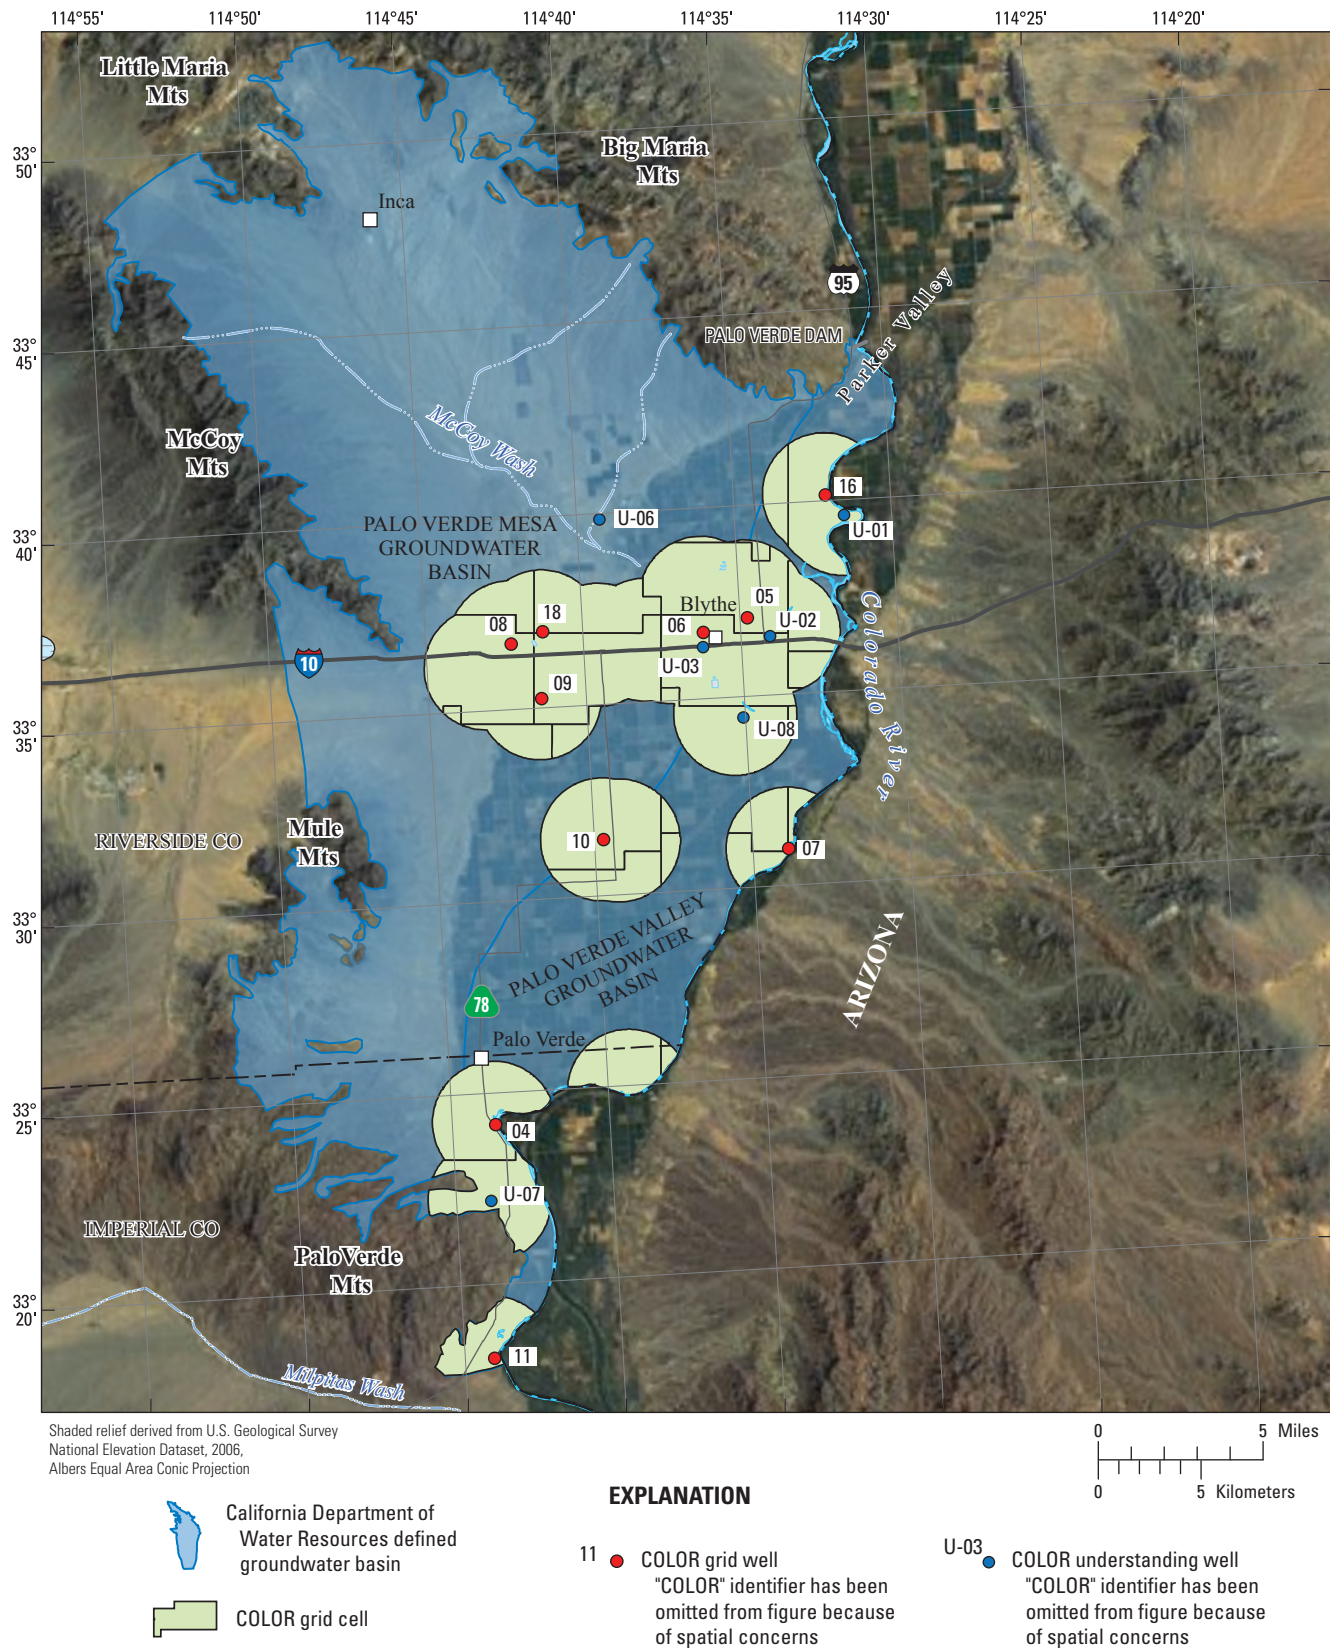 114°55'
114°50'
114°45'
114°40'
114°35'
114°30'
114°25'
114°20'
Little Maria
Mts
33°
50'
Big Maria
Mts
Inca
95
Parker Valley
PALO VERDE DAM
33°
45'
McCoy
Mts
McCoy Wash
16
U-01
U-06
33°
40'
PALO VERDE MESA
GROUNDWATER
BASIN
Colorado River
Blythe
05
18
08
06
U-02
U-03
10
09
33°
35'
U-08
Mule
Mts
RIVERSIDE CO
10
07
33°
30'
PALO VERDE VALLEY
GROUNDWATER
BASIN
ARIZONA
78
Palo Verde
33°
25'
04
U-07
IMPERIAL CO
PaloVerde
Mts
33°
20'
11
Milpitas Wash
Shaded relief derived from U.S. Geological Survey
National Elevation Dataset, 2006,
Albers Equal Area Conic Projection
0 5 Miles
0 5 Kilometers
EXPLANATION
California Department of
Water Resources defined
groundwater basin
COLOR grid cell
11 COLOR grid well
"COLOR" identifier has been
omitted from figure because
of spatial concerns
U-03 COLOR understanding well
"COLOR" identifier has been
omitted from figure because
of spatial concerns